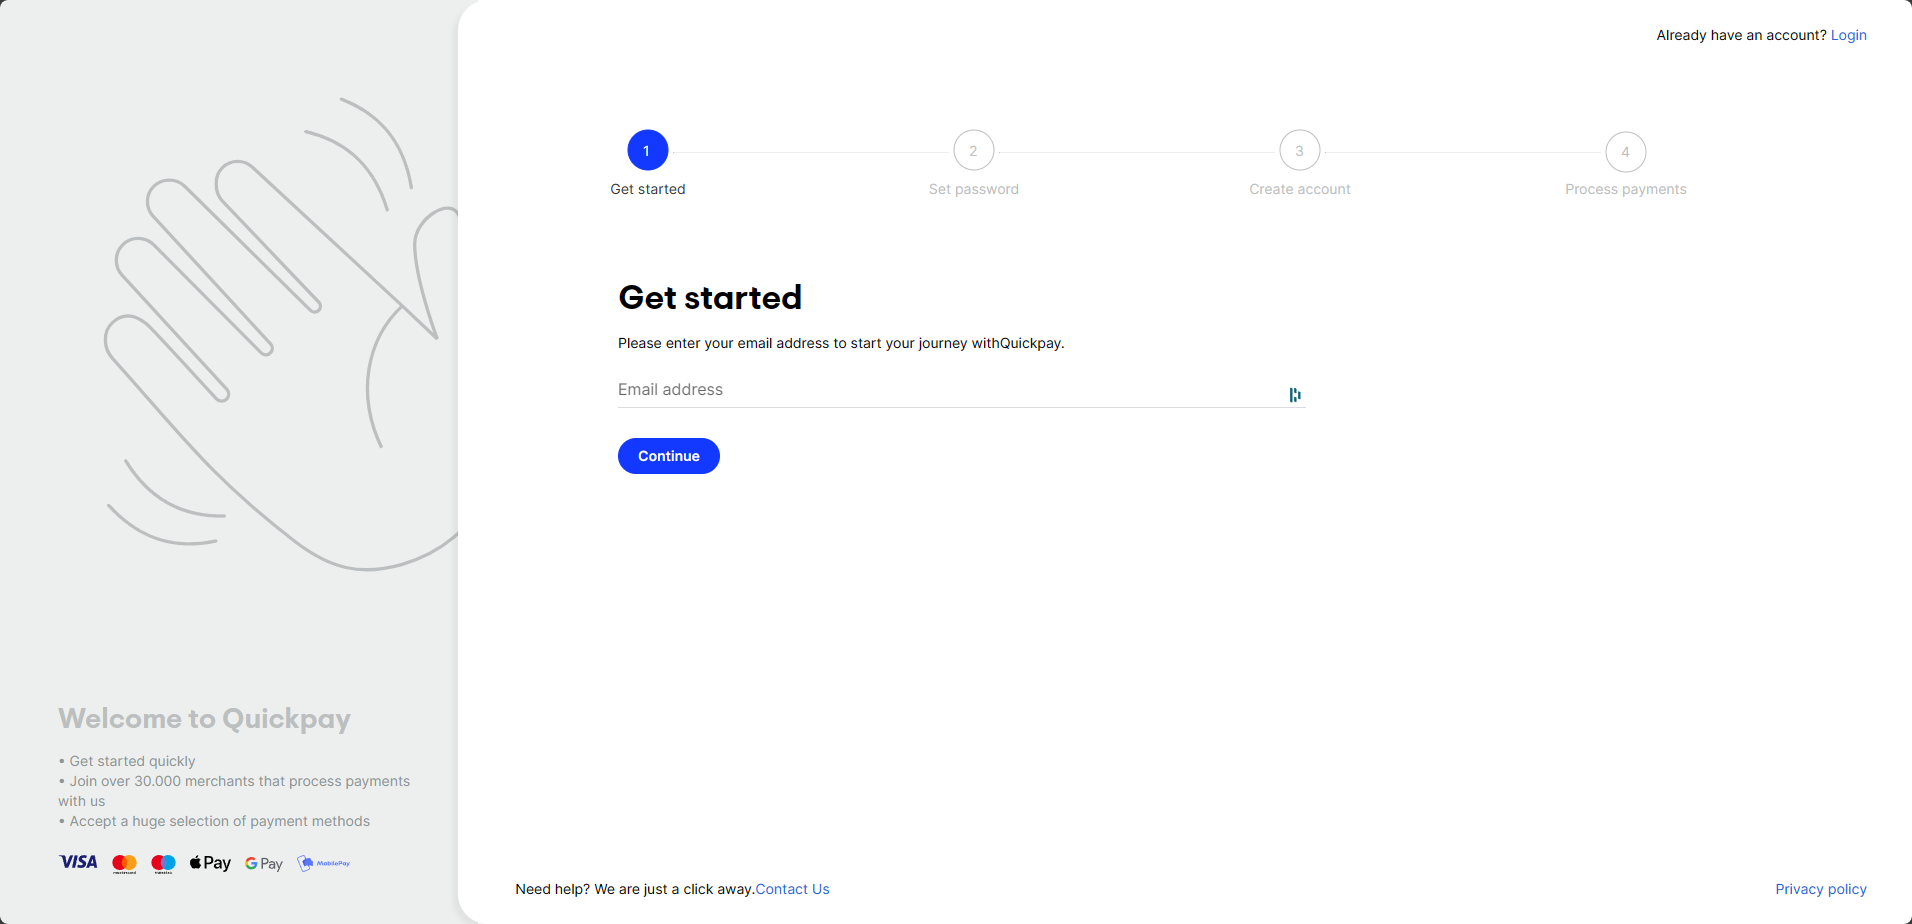 Already have an account? Login
1
2
3
4
Get started
Set password
Create account
Process payments
Get started
Please enter your email address to start your journey withQuickpay.
Email address
Continue
Welcome to Quickpay
• Get started quickly
• Join over 30.000 merchants that process payments
with us
• Accept a huge selection of payment methods
VISA
mastercard
maestro
Pay
G Pay
MobilePay
Need help? We are just a click away.Contact Us
Privacy policy